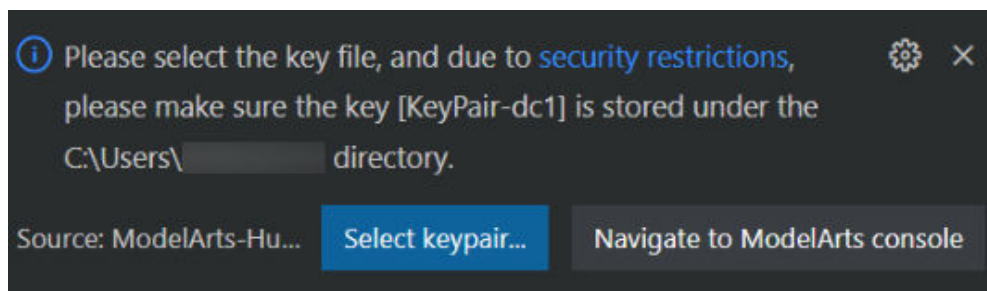 Please select the key file, and due to security restrictions,
please make sure the key [KeyPair-dc1] is stored under the
C:\Users\ directory.
Source: ModelArts-Hu...
Select keypair...
Navigate to ModelArts console